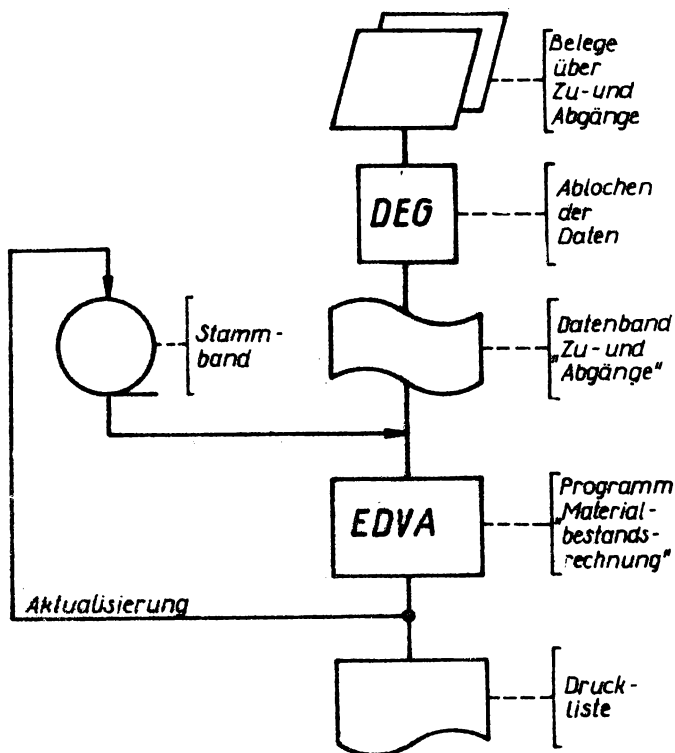 Belege
über
Zu- und
Abgänge
DEG
Ablochen
der
Daten
Stamm-
band
Datenband
„Zu- und
Abgänge“
EDVA
Programm
„Material-
bestands-
rechnung“
Aktualisierung
Druck-
liste